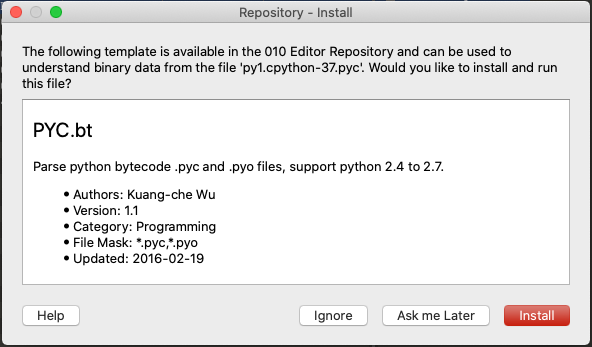 Repository - Install
The following template is available in the 010 Editor Repository and can be used to
understand binary data from the file 'py1.cpython-37.pyc'. Would you like to install and run
this file?
PYC.bt
Parse python bytecode .pyc and .pyo files, support python 2.4 to 2.7.
• Authors: Kuang-che Wu
• Version: 1.1
• Category: Programming
• File Mask: *.pyc,*.pyo
• Updated: 2016-02-19
Help Ignore Ask me Later Install